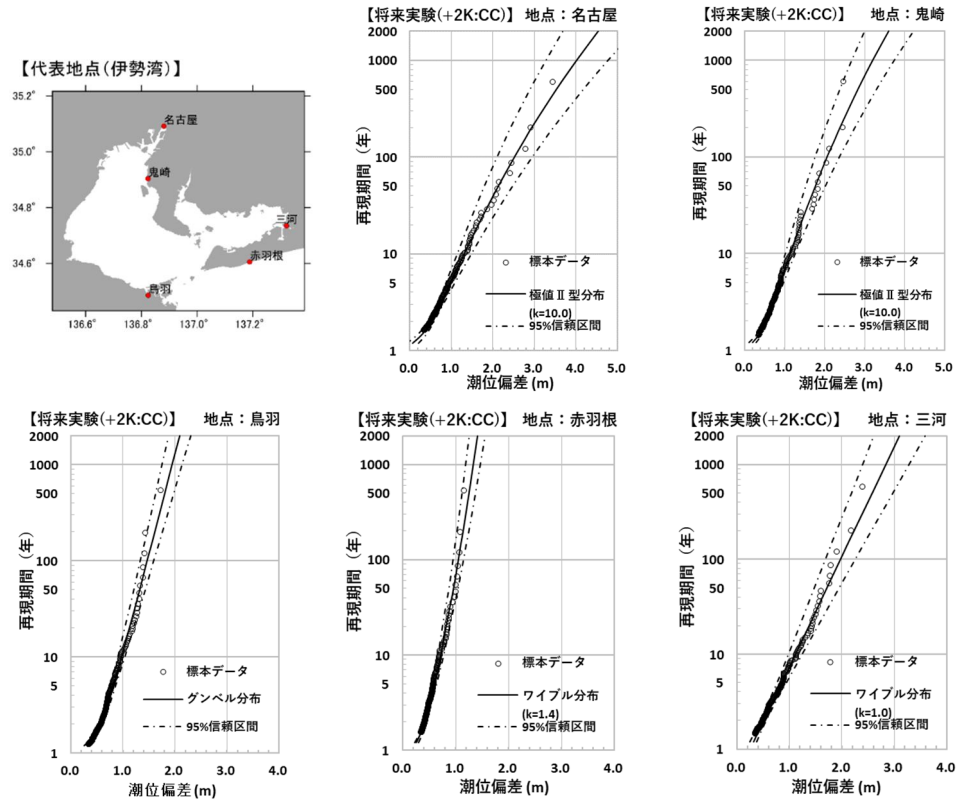 【代表地点(伊勢湾)】
35.2°
35.0°
34.8°
34.6°
136.6°
136.8°
137.0°
137.2°
名古屋
鬼崎
三河
赤羽根
鳥羽
【将来実験(+2K:CC)】 地点：名古屋
再現期間（年）
2000
1000
500
100
50
10
5
1
標本データ
極値Ⅱ型分布
(k=10.0)
95%信頼区間
0.0 1.0 2.0 3.0 4.0 5.0
潮位偏差(m)
【将来実験(+2K:CC)】 地点：鬼崎
再現期間（年）
2000
1000
500
100
50
10
5
1
標本データ
極値Ⅱ型分布
(k=10.0)
95%信頼区間
0.0 1.0 2.0 3.0 4.0 5.0
潮位偏差(m)
【将来実験(+2K:CC)】 地点：鳥羽
再現期間（年）
2000
1000
500
100
50
10
5
1
標本データ
グンベル分布
95%信頼区間
0.0 1.0 2.0 3.0 4.0
潮位偏差(m)
【将来実験(+2K:CC)】 地点：赤羽根
再現期間（年）
2000
1000
500
100
50
10
5
1
標本データ
ワイブル分布
(k=1.4)
95%信頼区間
0.0 1.0 2.0 3.0 4.0
潮位偏差(m)
【将来実験(+2K:CC)】 地点：三河
再現期間（年）
2000
1000
500
100
50
10
5
1
標本データ
ワイブル分布
(k=1.0)
95%信頼区間
0.0 1.0 2.0 3.0 4.0
潮位偏差(m)